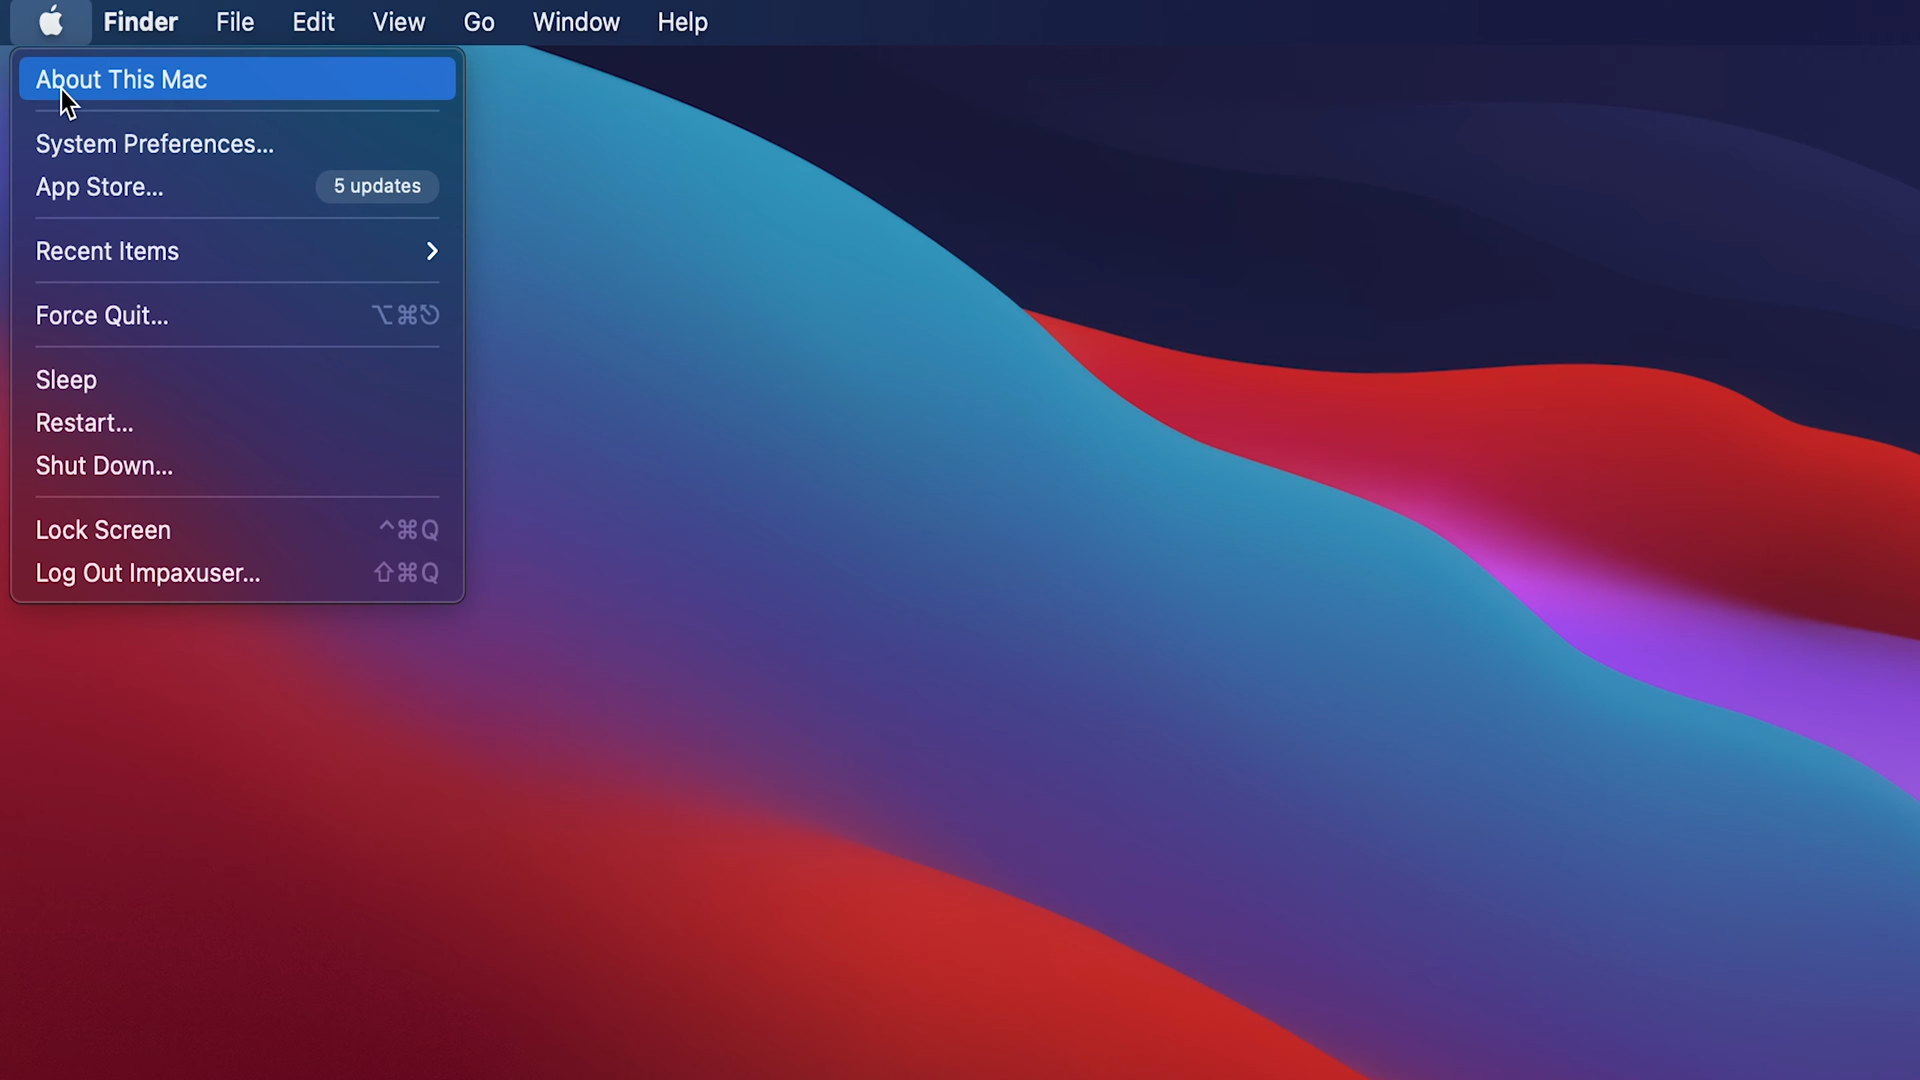 Finder File Edit View Go Window Help
About This Mac
System Preferences...
App Store... 5 updates
Recent Items
Force Quit... ⌥⌘⎋
Sleep
Restart...
Shut Down...
Lock Screen ^⌘Q
Log Out Impaxuser... ⇧⌘Q